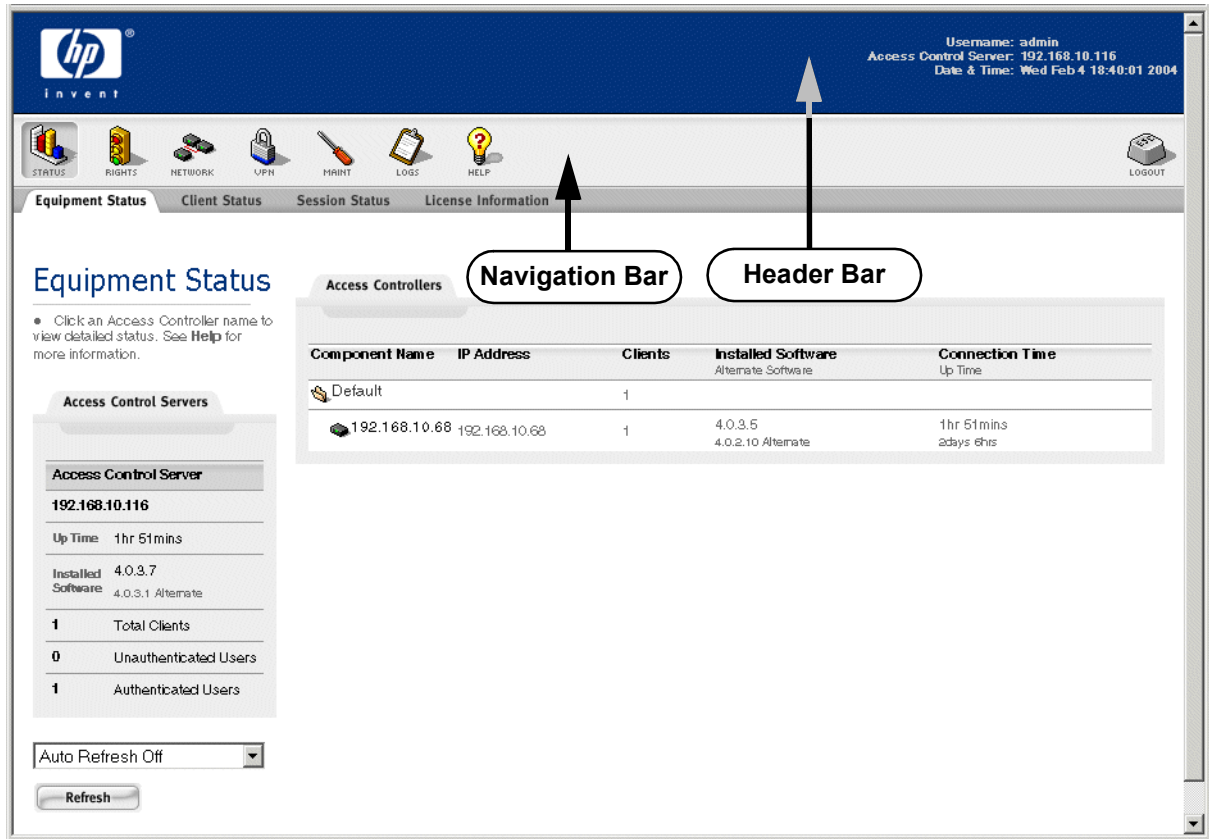 hp ®
invent
Username: admin
Access Control Server: 192.168.10.116
Date & Time: Wed Feb 4 18:40:01 2004
STATUS RIGHTS NETWORK VPN MAINT LOGS HELP LOGOUT
Equipment Status Client Status Session Status License Information
Navigation Bar Header Bar
Equipment Status
• Click an Access Controller name to
view detailed status. See Help for
more information.
Access Control Servers
Access Control Server
192.168.10.116
Up Time 1hr 51mins
Installed Software 4.0.3.7
4.0.3.1 Alternate
1 Total Clients
0 Unauthenticated Users
1 Authenticated Users
Auto Refresh Off
Refresh
Access Controllers
Component Name IP Address Clients Installed Software Connection Time
Alternate Software Up Time
Default 1
192.168.10.68 192.168.10.68 1 4.0.3.5 1hr 51mins
4.0.2.10 Alternate 2days 6hrs